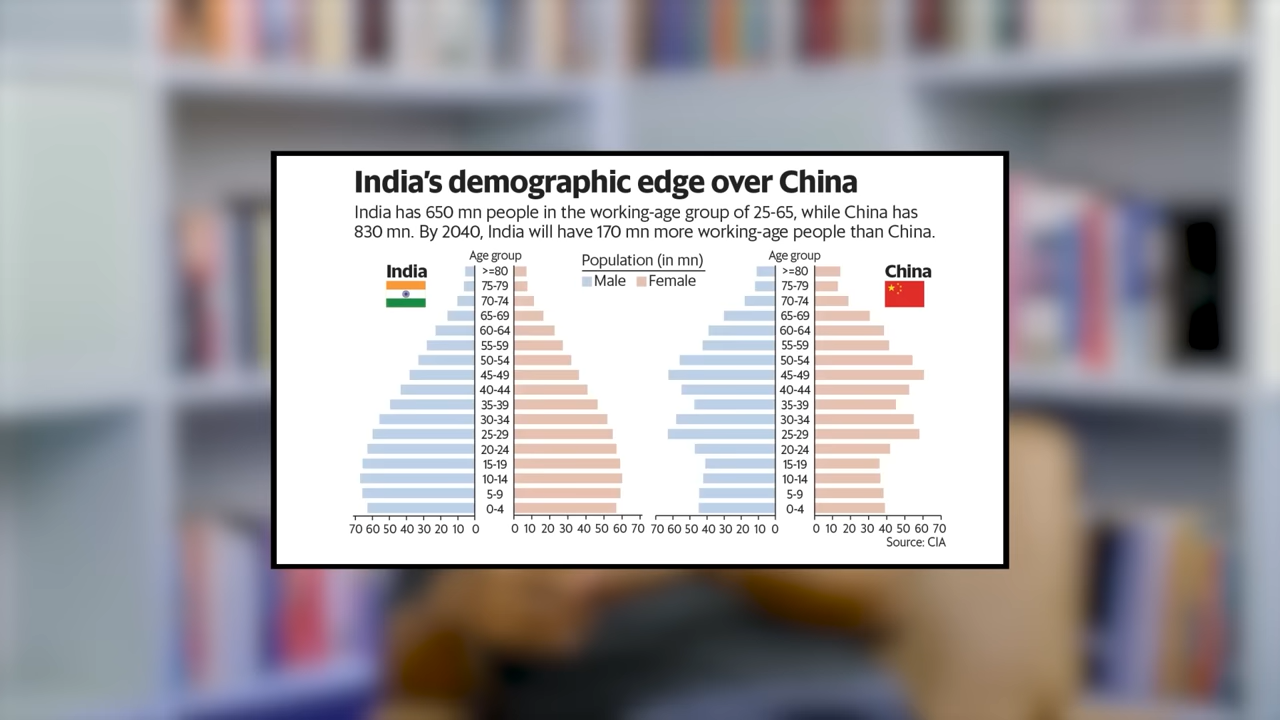 India's demographic edge over China
India has 650 mn people in the working-age group of 25-65, while China has
830 mn. By 2040, India will have 170 mn more working-age people than China.
India
Age group
>=80
75-79
70-74
65-69
60-64
55-59
50-54
45-49
40-44
35-39
30-34
25-29
20-24
15-19
10-14
5-9
0-4
70 60 50 40 30 20 10 0
0 10 20 30 40 50 60 70
Population (in mn)
Male Female
Age group
China
>=80
75-79
70-74
65-69
60-64
55-59
50-54
45-49
40-44
35-39
30-34
25-29
20-24
15-19
10-14
5-9
0-4
70 60 50 40 30 20 10 0
0 10 20 30 40 50 60 70
Source: CIA